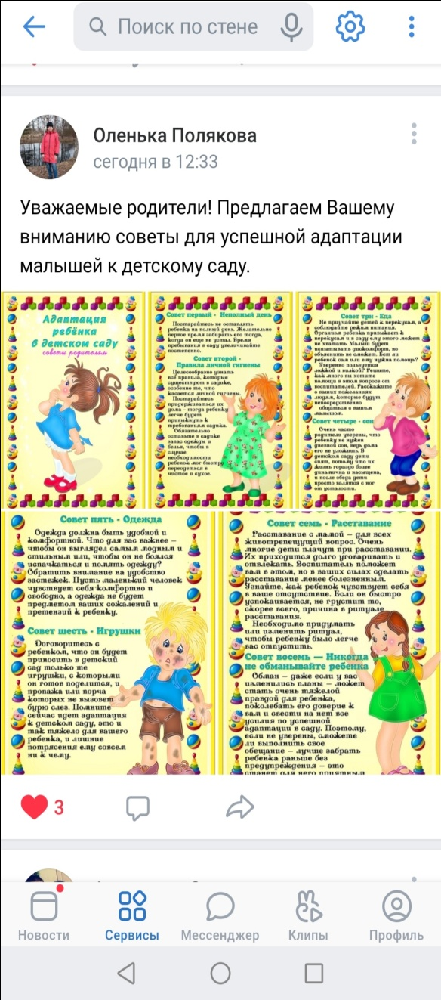 Поиск по стене
Оленька Полякова
сегодня в 12:33
Уважаемые родители! Предлагаем Вашему
вниманию советы для успешной адаптации
малышей к детскому саду.
Адаптация
ребёнка
в детском саду
советы родителям
Совет первый - Неполный день
Постарайтесь не оставлять
ребенка на полный день. Желательно
первое время забирать его тогда,
когда он еще не устал. Время
пребывания в саду увеличивайте
постепенно.
Совет второй -
Правила личной гигиены
Целесообразно узнать
все правила, которые
существуют в садике,
особенно те, что
касается личной гигиены.
Постарайтесь
придерживаться их
дома - тогда ребенку
легче будет
привыкнуть к
требованиям садика.
Обязательно
оставьте в садике
запас одежды и
белья, чтобы в
случае
необходимости
ребенок мог быстро
переодеться в
чистое и сухое.
Совет три - Еда
Не приучайте детей к перекусам, а
соблюдайте режим питания.
Организм ребенка привыкает к
перекусам и в саду ему этого может
не хватать. Малыш будет
испытывать дискомфорт, но
объяснить не сможет. Ест ли
ребенок сам или ему нужна помощь?
Уверенно пользуется
ложкой и вилкой? Решите,
как много вы хотите
помощи в этом вопросе от
воспитателей. Расскажите
о ваших пожеланиях
людям, которые будут
непосредственно
общаться с вашим
малышом.
Совет четыре - сон
Очень часто
родители уверены, что
ребенку не нужен
дневной сон, ведь дома
его не уложишь. В
детском саду дети
спят, потому что их
жизнь гораздо более
динамична и насыщена,
и после обеда дети
просто валятся с ног
от усталости.
Совет пять - Одежда
Одежда должна быть удобной и
комфортной. Что для вас важнее –
чтобы он выглядел самым модным и
стильным или, чтобы он не боялся
испачкаться и помять одежду?
Обратить внимание на удобство
застежек. Пусть маленький человек
чувствует себя комфортно и
свободно, а одежда не будет
предметом ваших сожалений и
претензий к ребенку.
Совет шесть - Игрушки
Договоритесь с
ребенком, что он будет
приносить в детский
сад только те
игрушки, с которыми
он готов поделится, и
пропажа или порча
которых не вызовет
бурю слез. Помните
сейчас идет адаптация
к детском саду, это и
так тяжело для вашего
ребенка, и лишние
потрясения ему совсем
ни к чему.
Совет семь - Расставание
Расставание с мамой – для всех
животрепещущий вопрос. Очень
многие дети плачут при расставании.
Их приходится долго уговаривать и
отвлекать. Воспитатель поможет
вам в этом, но в ваших силах сделать
расставание менее болезненным.
Узнайте, как ребенок чувствует себя
в ваше отсутствие. Если он быстро
успокаивается, не грустит то,
скорее всего, причина в ритуале
расставания.
Необходимо придумать
или изменить ритуал,
чтобы ребенку было легче
вас отпустить.
Совет восемь — Никогда
не обманывайте ребенка
Обман – даже если у вас
изменились планы – может
стать очень тяжелой
правдой для ребенка,
поколебать его доверие к
вам и свести на нет все
усилия по успешной
адаптации в саду. Поэтому,
если не уверены, сможете
ли выполнить свое
обещание – лучше забрать
ребенка раньше без
предупреждения – это
станет для него приятным
3
Новости
Сервисы
Мессенджер
Клипы
Профиль